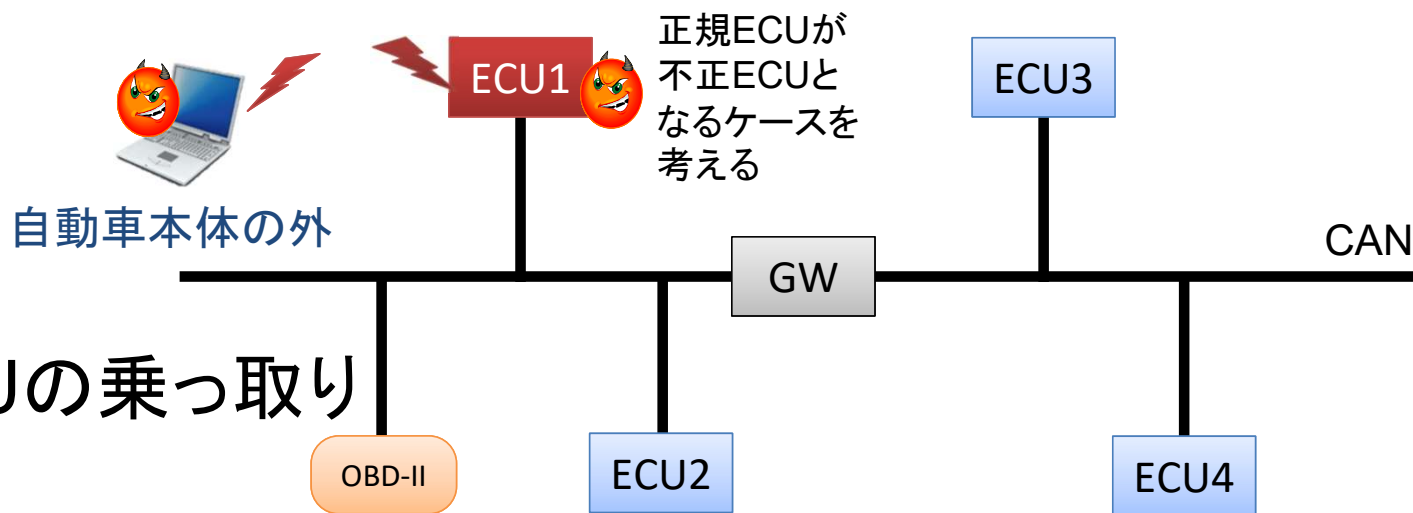 正規ECUが
不正ECUと
なるケースを
考える
ECU1
ECU3
自動車本体の外
CAN
GW
Uの乗っ取り
OBD-II
ECU2
ECU4